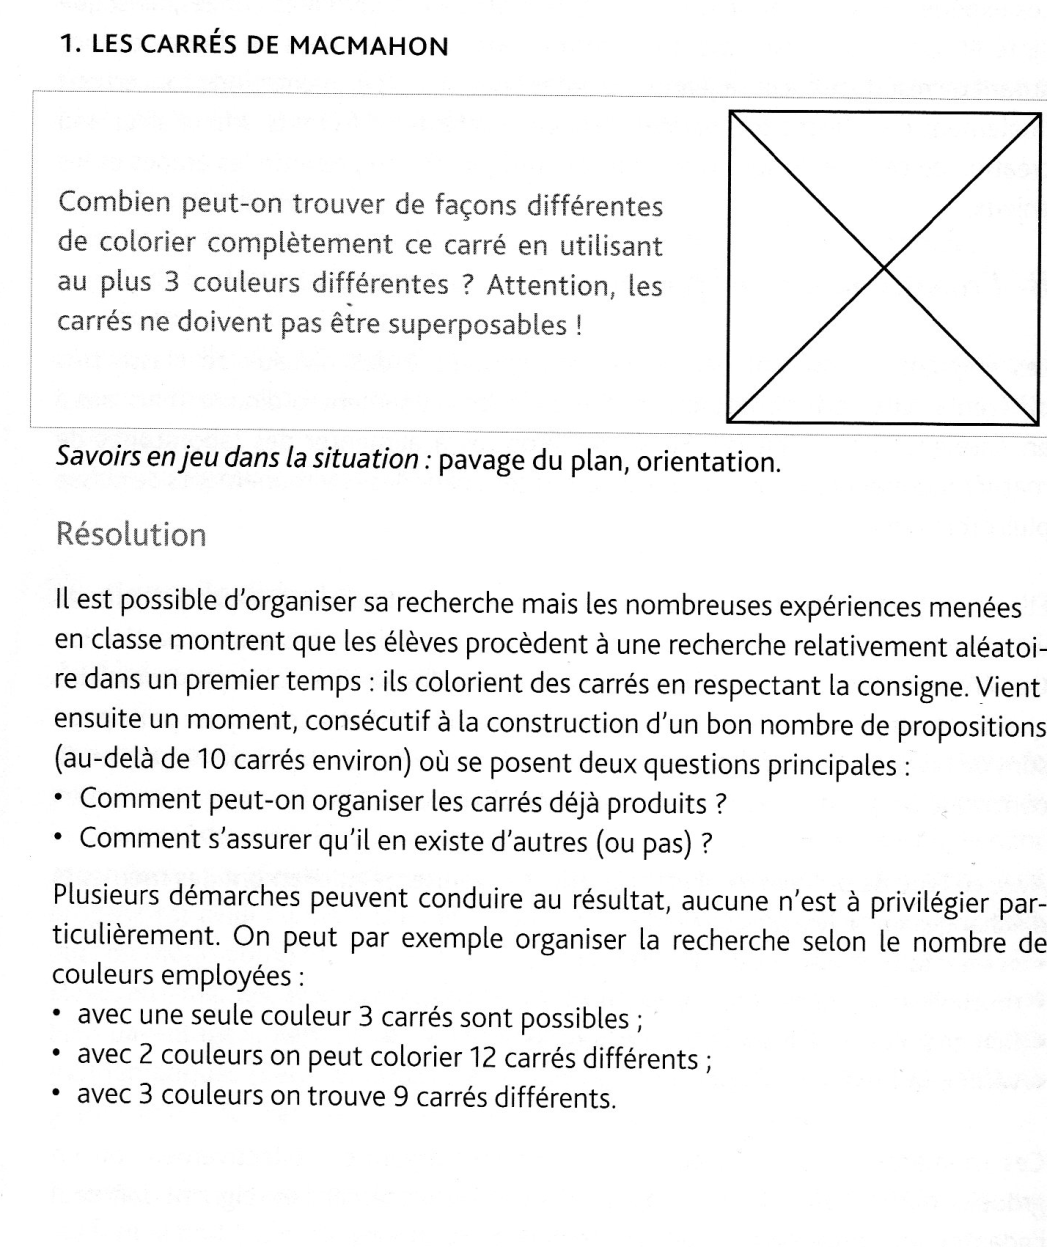 1. LES CARRÉS DE MACMAHON
Combien peut-on trouver de façons différentes
de colorier complètement ce carré en utilisant
au plus 3 couleurs différentes ? Attention, les
carrés ne doivent pas être superposables !
Savoirs en jeu dans la situation : pavage du plan, orientation.
Résolution
Il est possible d'organiser sa recherche mais les nombreuses expériences menées
en classe montrent que les élèves procèdent à une recherche relativement aléatoi-
re dans un premier temps : ils colorient des carrés en respectant la consigne. Vient
ensuite un moment, consécutif à la construction d'un bon nombre de propositions
(au-delà de 10 carrés environ) où se posent deux questions principales :
• Comment peut-on organiser les carrés déjà produits ?
• Comment s'assurer qu'il en existe d'autres (ou pas) ?
Plusieurs démarches peuvent conduire au résultat, aucune n'est à privilégier par-
ticulièrement. On peut par exemple organiser la recherche selon le nombre de
couleurs employées :
• avec une seule couleur 3 carrés sont possibles ;
• avec 2 couleurs on peut colorier 12 carrés différents ;
• avec 3 couleurs on trouve 9 carrés différents.